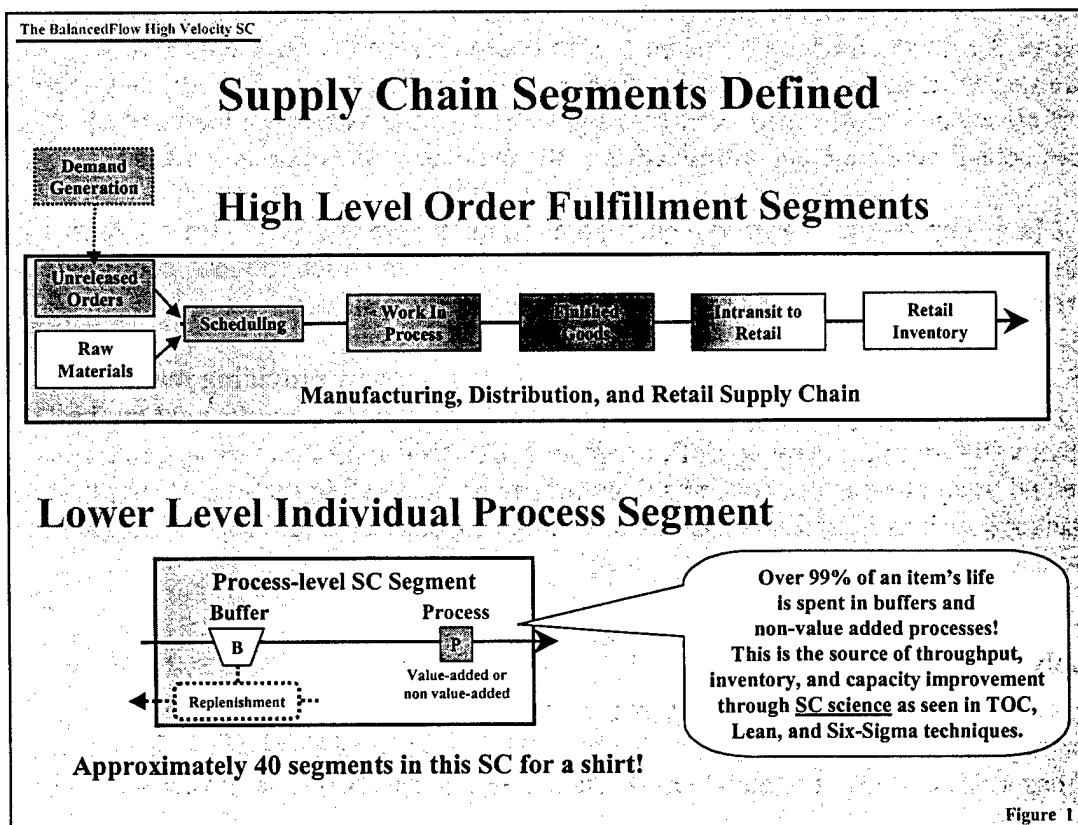 The BalancedFlow High Velocity SC
Supply Chain Segments Defined
Demand
Generation
High Level Order Fulfillment Segments
Unreleased
Orders
Raw
Materials
Scheduling
Work In
Process
Finished
Goods
Intransit to
Retail
Retail
Inventory
Manufacturing, Distribution, and Retail Supply Chain
Lower Level Individual Process Segment
Process-level SC Segment
Buffer
Process
B
P
Value-added or
non value-added
Replenishment
Over 99% of an item's life
is spent in buffers and
non-value added processes!
This is the source of throughput,
inventory, and capacity improvement
through SC science as seen in TOC,
Lean, and Six-Sigma techniques.
Approximately 40 segments in this SC for a shirt!
Figure 1